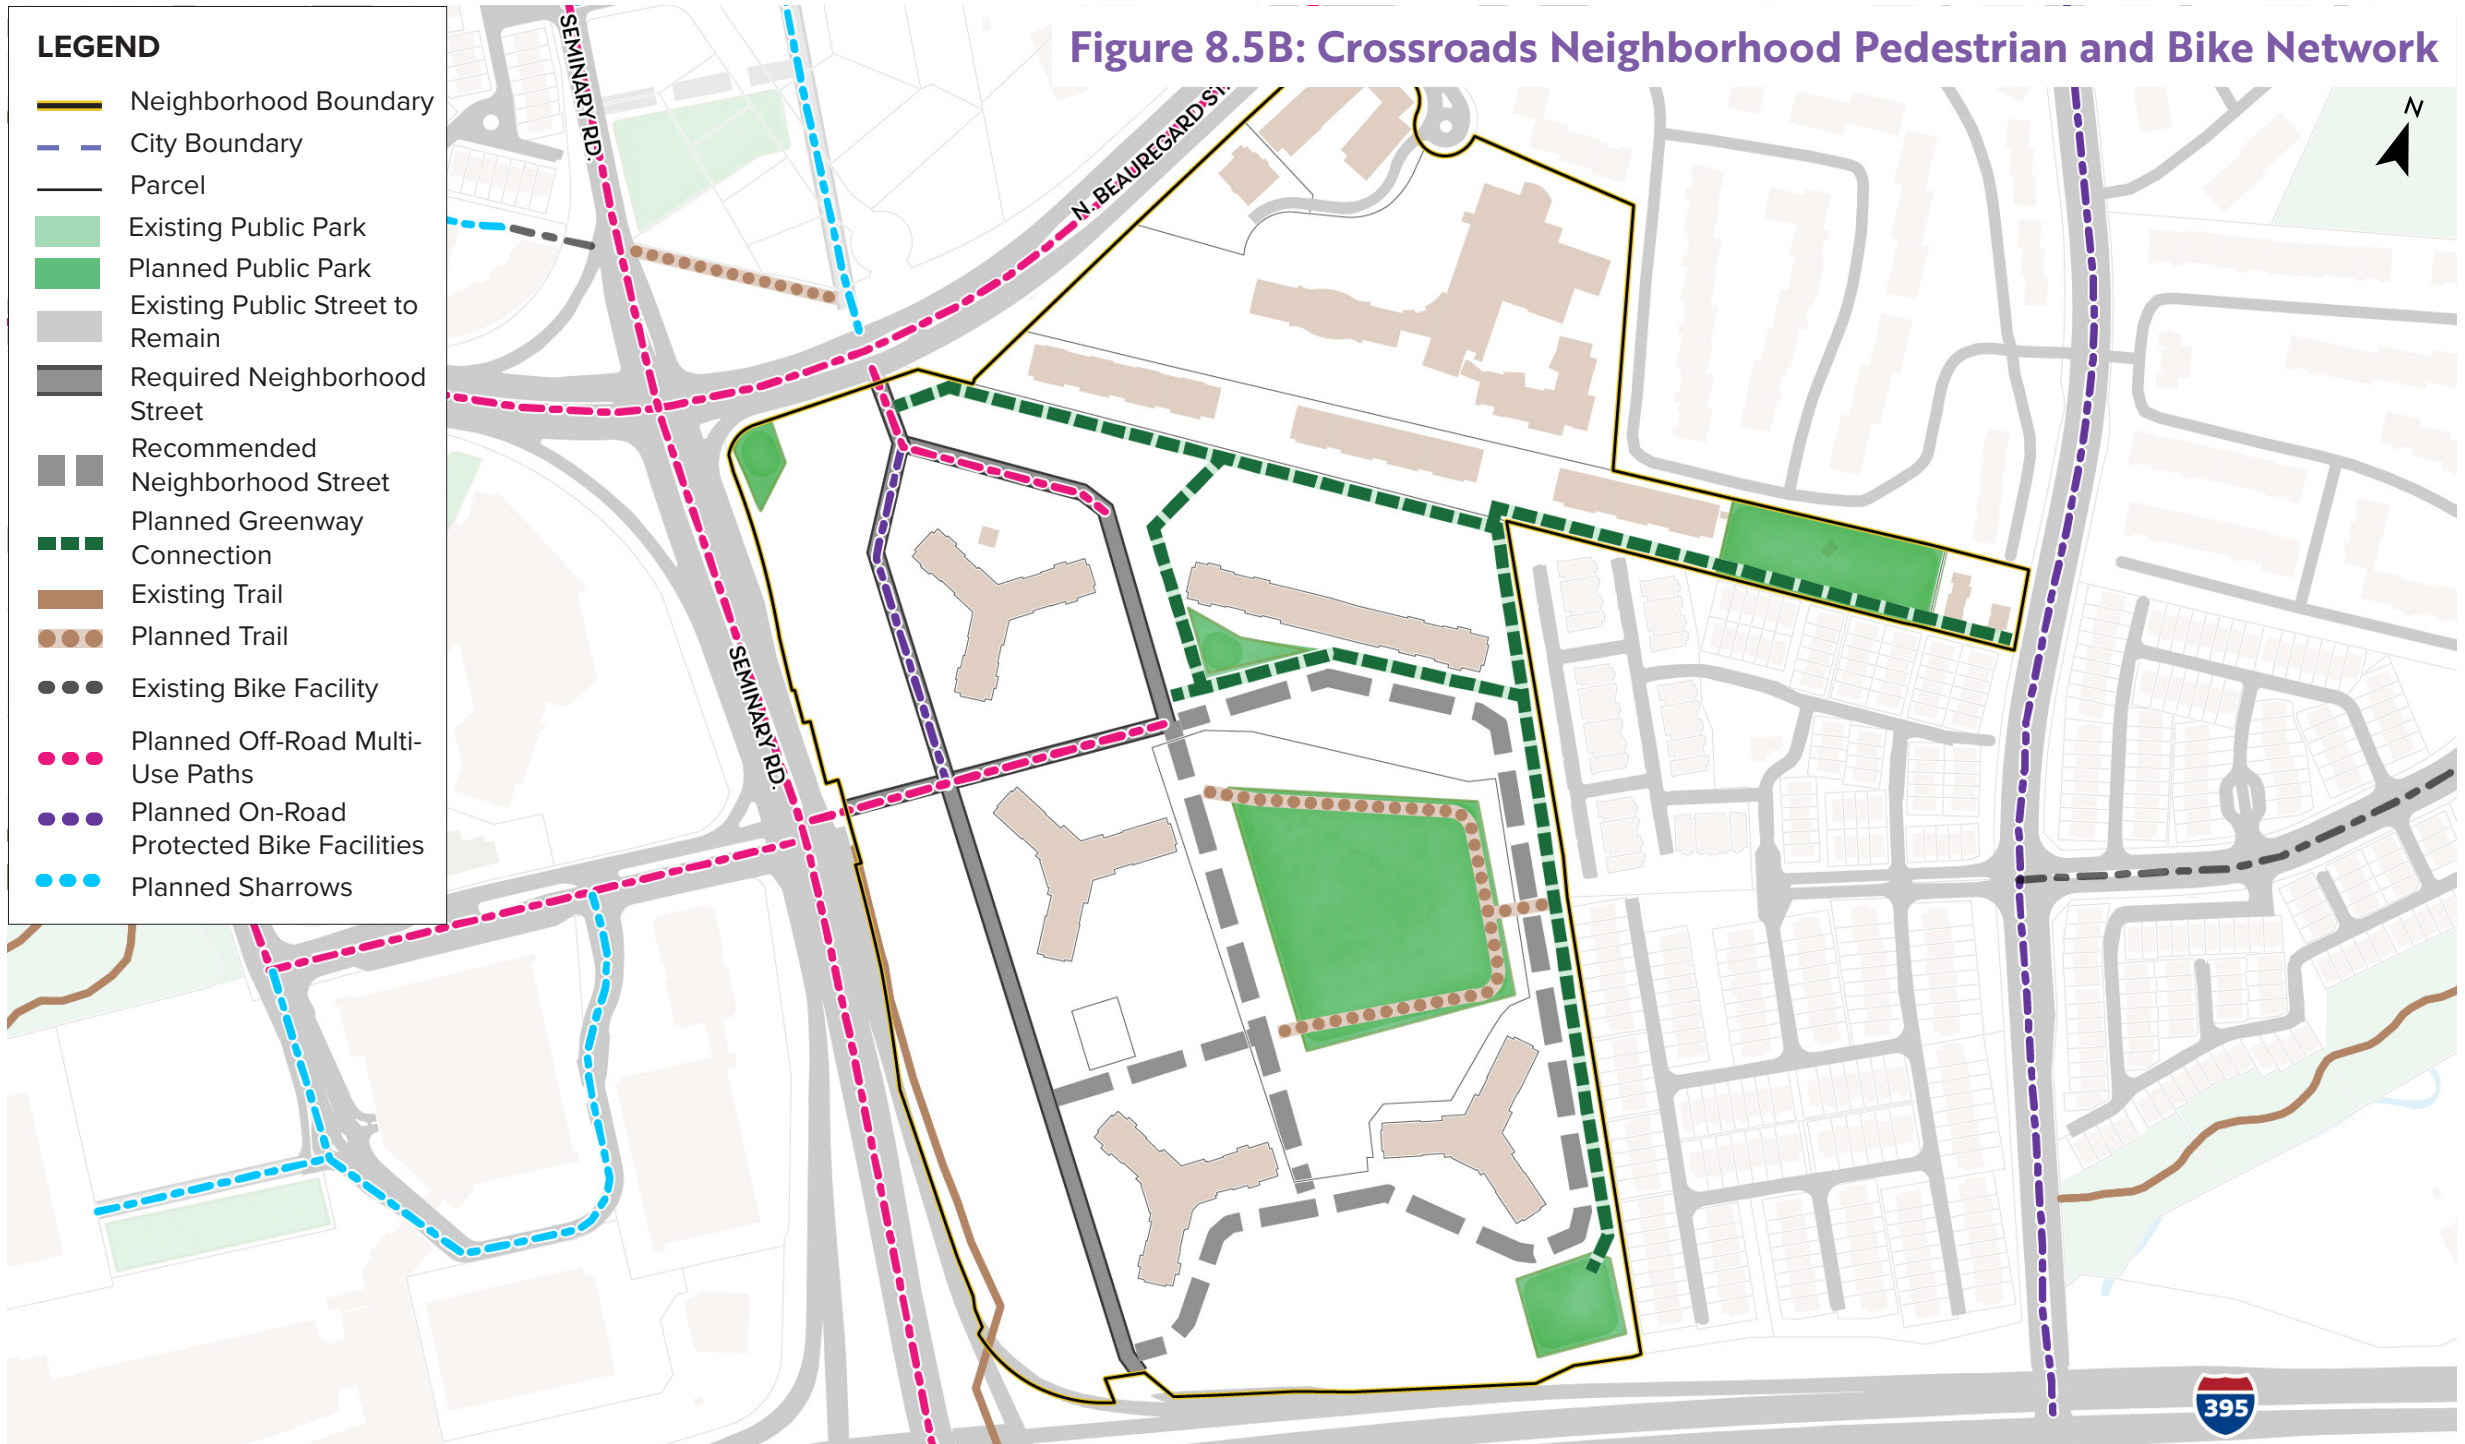 Figure 8.5B: Crossroads Neighborhood Pedestrian and Bike Network
LEGEND
Neighborhood Boundary
City Boundary
Parcel
Existing Public Park
Planned Public Park
Existing Public Street to
Remain
Required Neighborhood
Street
Recommended
Neighborhood Street
Planned Greenway
Connection
Existing Trail
Planned Trail
Existing Bike Facility
Planned Off-Road Multi-
Use Paths
Planned On-Road
Protected Bike Facilities
Planned Sharrows
SEMINARY RD.
N. BEAUREGARD ST.
N
SEMINARY RD.
395